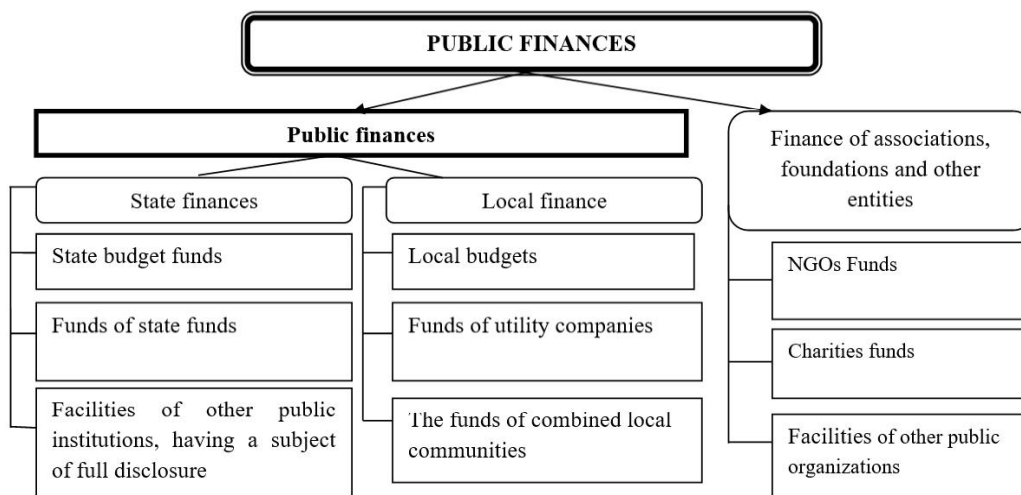 PUBLIC FINANCES
Public finances
Finance of associations,
foundations and other
entities
State finances
Local finance
State budget funds
Local budgets
NGOs Funds
Funds of state funds
Funds of utility companies
Charities funds
Facilities of other public
institutions, having a subject
of full disclosure
The funds of combined local
communities
Facilities of other public
organizations